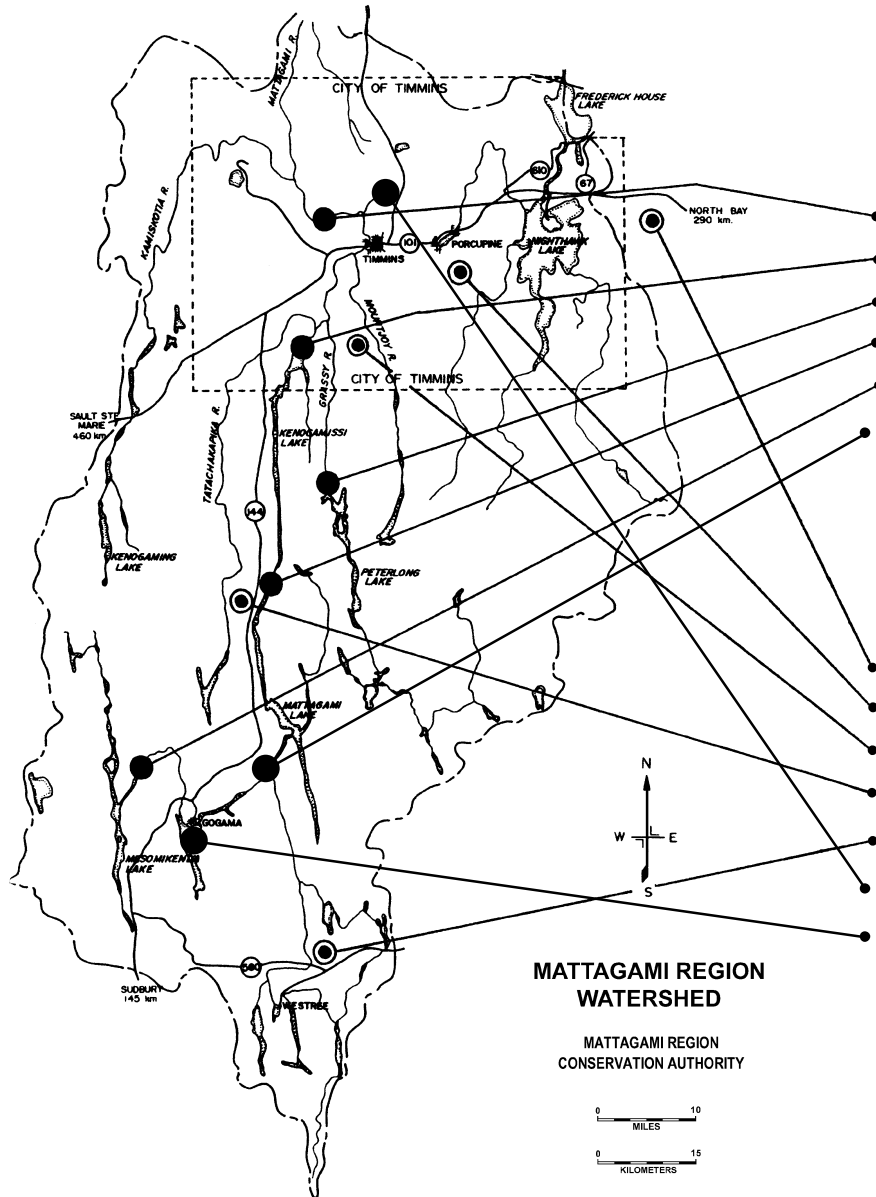 MATTAGAMI R.
CITY OF TIMMINS
FREDERICK HOUSE
LAKE
610
67
KAMISKOTIA R.
NORTH BAY
290 km.
101
PORCUPINE
NIGHTHAWK
LAKE
TIMMINS
MOUNTJOY R.
GRASSY R.
CITY OF TIMMINS
SAULT STE
MARIE
460 km
TATACHAKAPIKA R.
KENOGAMISSI
LAKE
144
KENOGAMING
LAKE
PETERLONG
LAKE
MATTAGAMI
LAKE
N
W E
S
GOGAMA
MESOMIKENDA
LAKE
560
SUDBURY
145 km
WESTREE
MATTAGAMI REGION
WATERSHED
MATTAGAMI REGION
CONSERVATION AUTHORITY
0 10
MILES
0 15
KILOMETERS